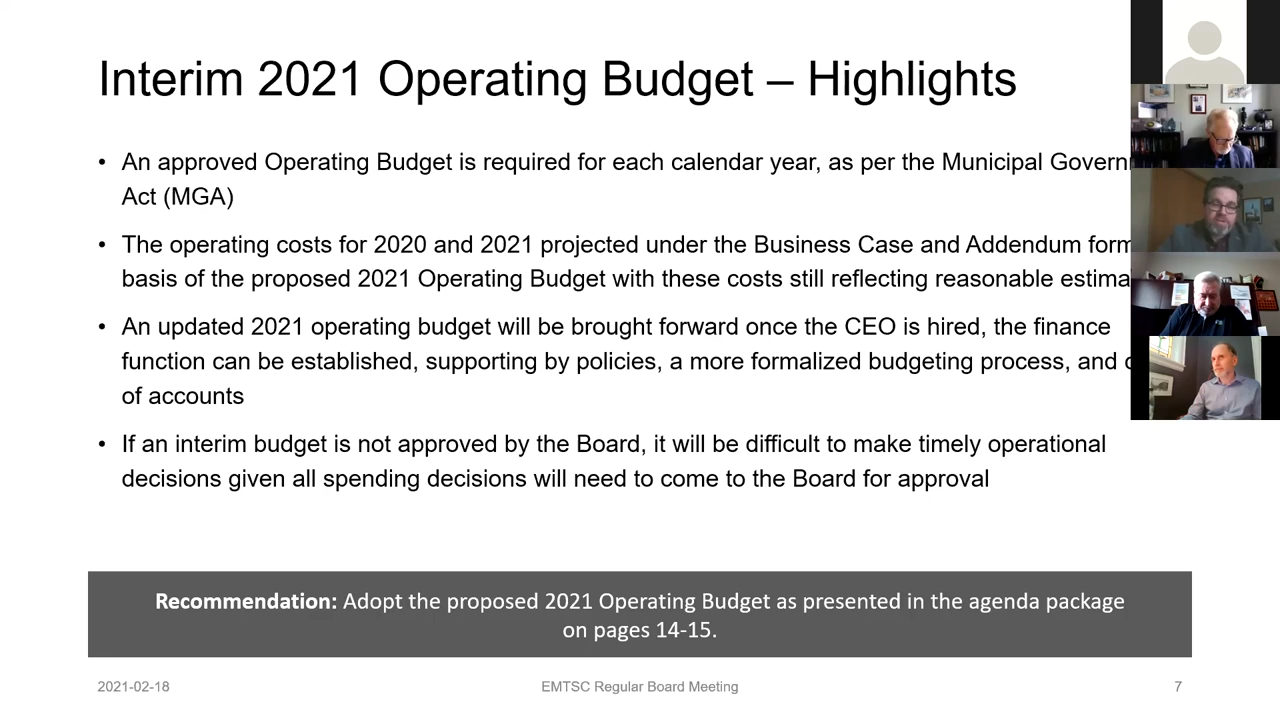 Interim 2021 Operating Budget – Highlights
• An approved Operating Budget is required for each calendar year, as per the Municipal
Act (MGA)
• The operating costs for 2020 and 2021 projected under the Business Case and Addendum form
basis of the proposed 2021 Operating Budget with these costs still reflecting reasonable
• An updated 2021 operating budget will be brought forward once the CEO is hired, the finance
function can be established, supporting by policies, a more formalized budgeting process, and
of accounts
• If an interim budget is not approved by the Board, it will be difficult to make timely operational
decisions given all spending decisions will need to come to the Board for approval
Recommendation: Adopt the proposed 2021 Operating Budget as presented in the agenda package
on pages 14-15.
2021-02-18
EMTSC Regular Board Meeting
7